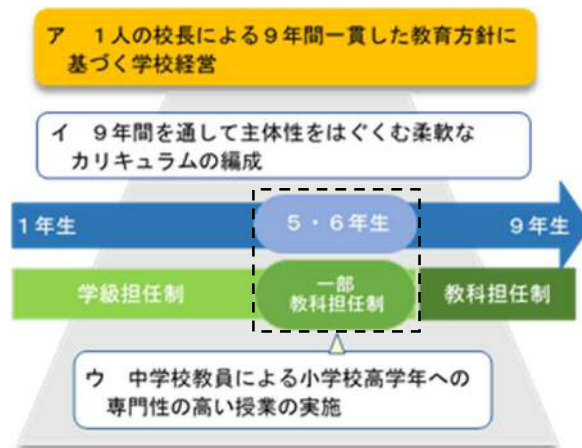 ア　１人の校長による９年間一貫した教育方針に
基づく学校経営
イ　９年間を通して主体性をはぐくむ柔軟な
カリキュラムの編成
１年生
５・６年生
９年生
学級担任制
一部
教科担任制
教科担任制
ウ　中学校教員による小学校高学年への
専門性の高い授業の実施